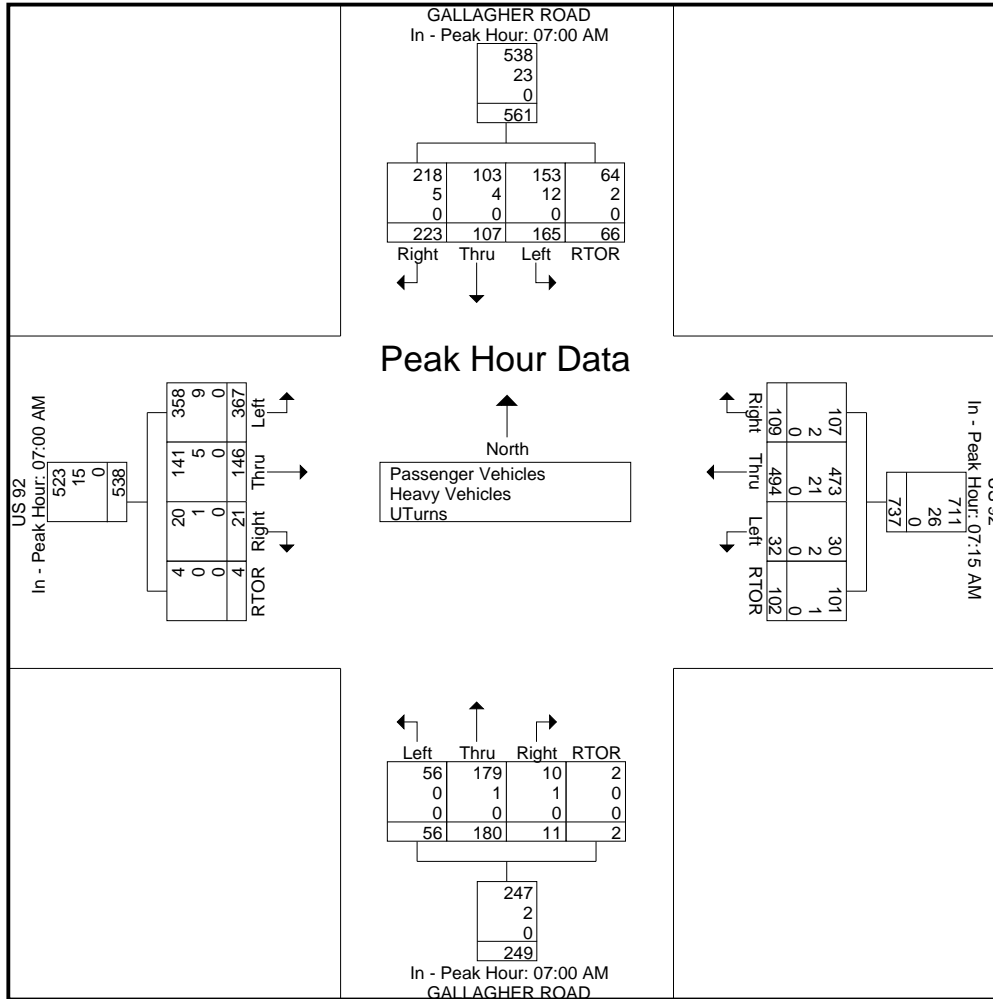 GALLAGHER ROAD
In - Peak Hour: 07:00 AM
538
23
0
561
218 103 153 64
5 4 12 2
0 0 0 0
223 107 165 66
Right Thru Left RTOR
Peak Hour Data
North
Passenger Vehicles
Heavy Vehicles
UTurns
US 92
In - Peak Hour: 07:00 AM
523
15
0
538
358 9 0 367 Left
141 5 0 146 Thru
20 1 0 21 Right
4 0 0 4 RTOR
US 92
In - Peak Hour: 07:15 AM
711
26
0
737
Right 109 0 2 107
Thru 494 0 21 473
Left 32 0 2 30
RTOR 102 0 1 101
Left Thru Right RTOR
56 179 10 2
0 1 1 0
0 0 0 0
56 180 11 2
247
2
0
249
In - Peak Hour: 07:00 AM
GALLAGHER ROAD